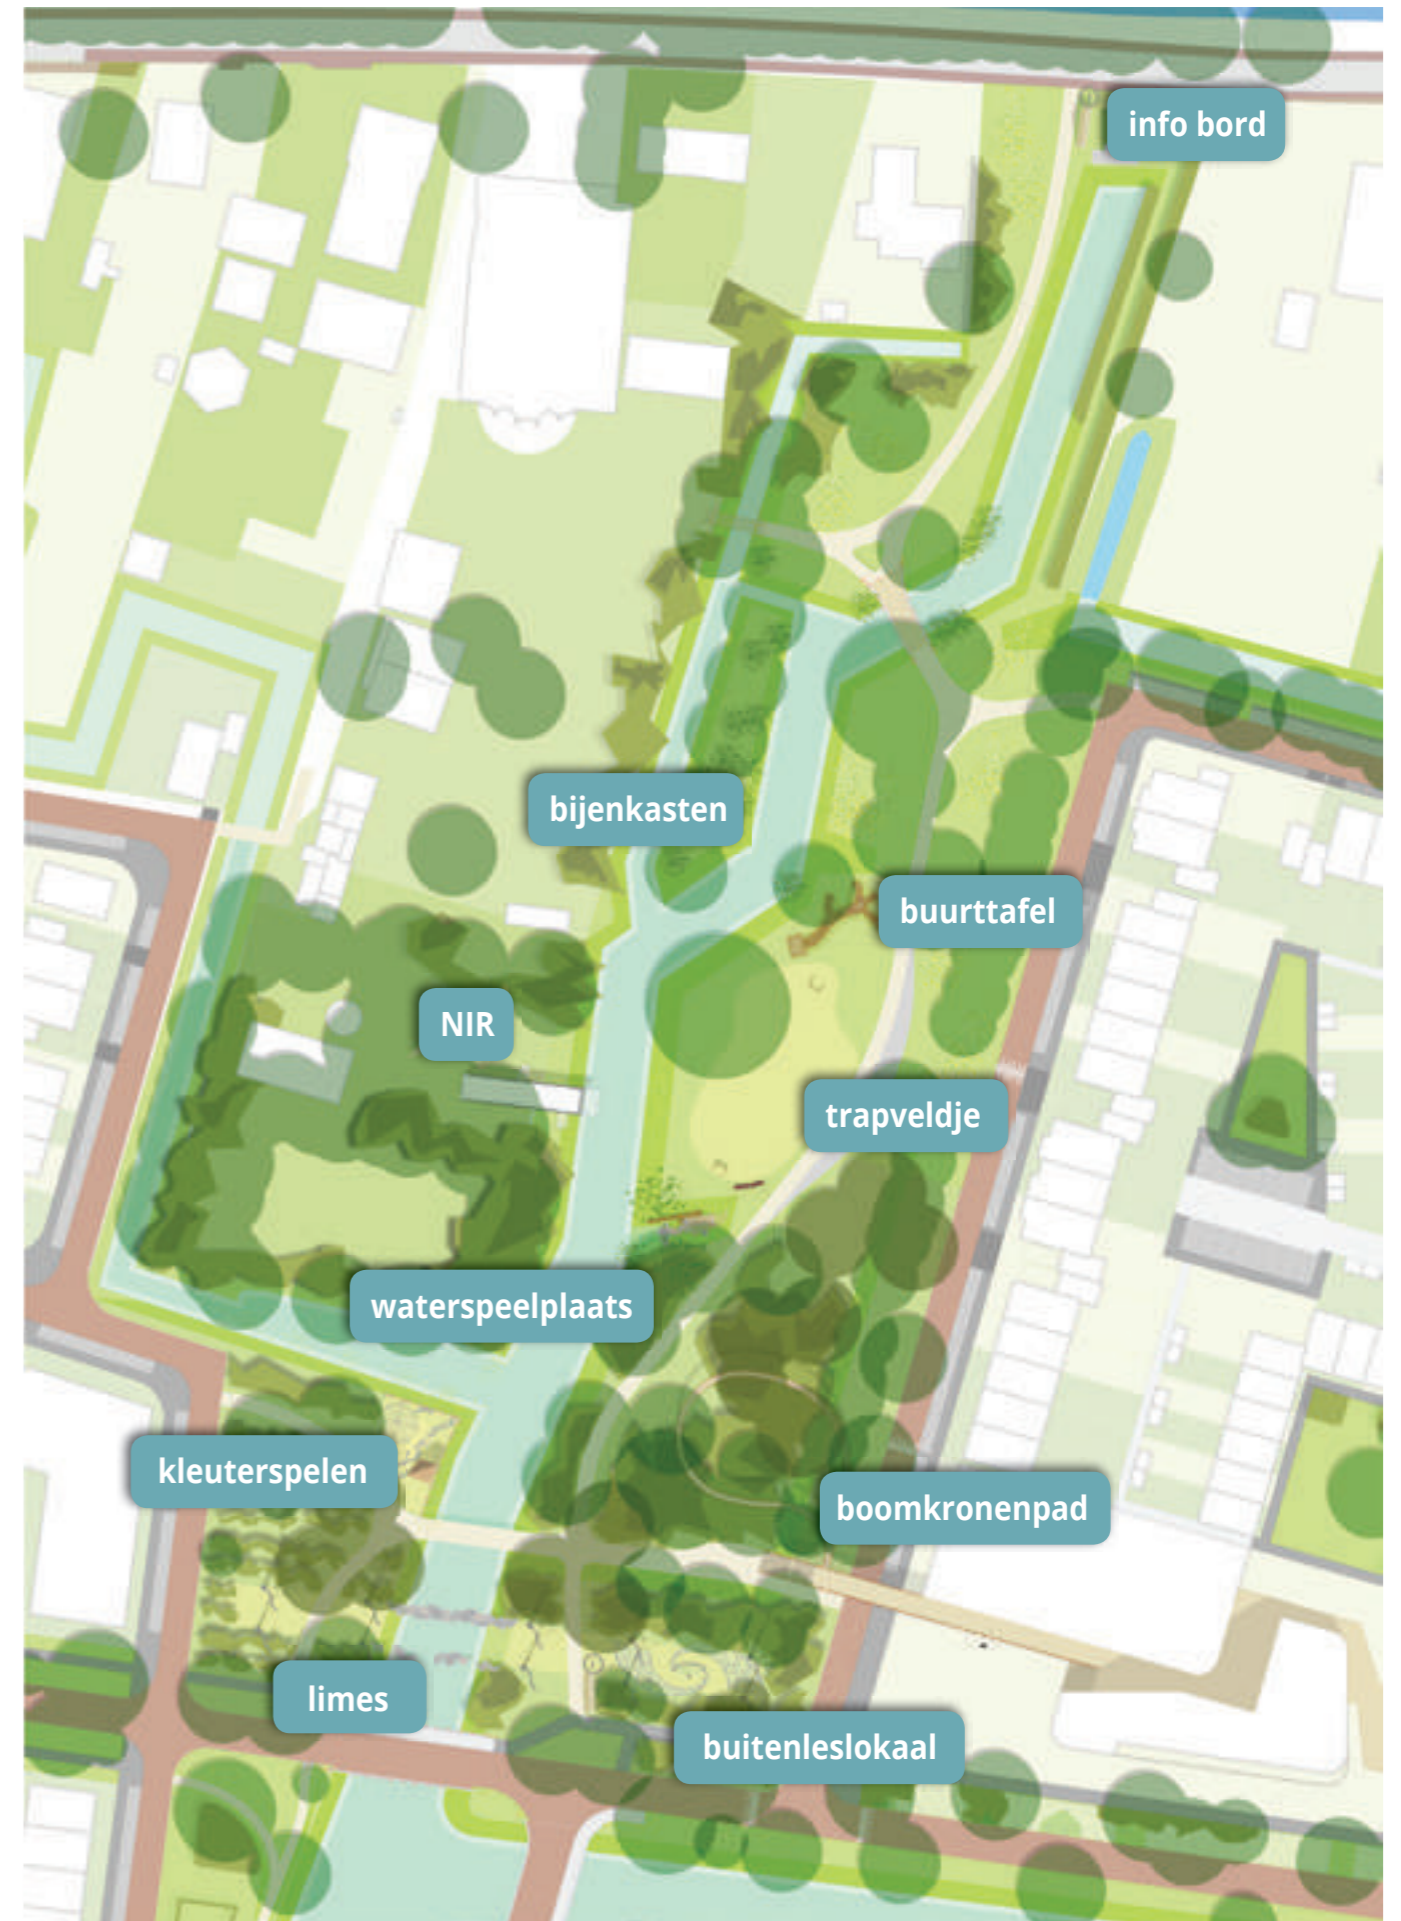 info bord
bijenkasten
buurttafel
NIR
trapveldje
waterspeelplaats
kleuterspelen
boomkronenpad
limes
buitenleslokaal